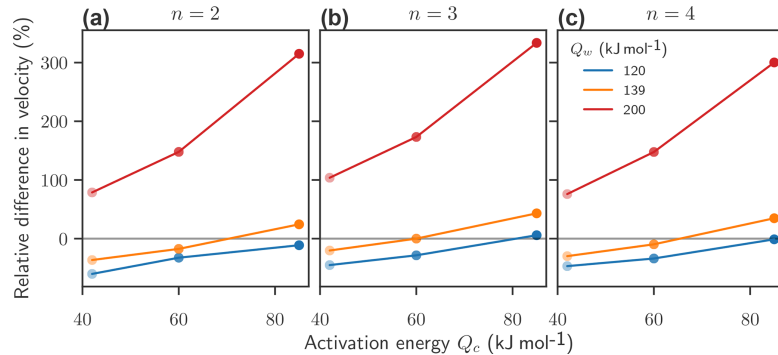 (a) n = 2 (b) n = 3 (c) n = 4
Relative difference in velocity (%)
300
200
100
0
Q_w (kJ mol⁻¹)
120
139
200
40 60 80 40 60 80 40 60 80
Activation energy Q_c (kJ mol⁻¹)